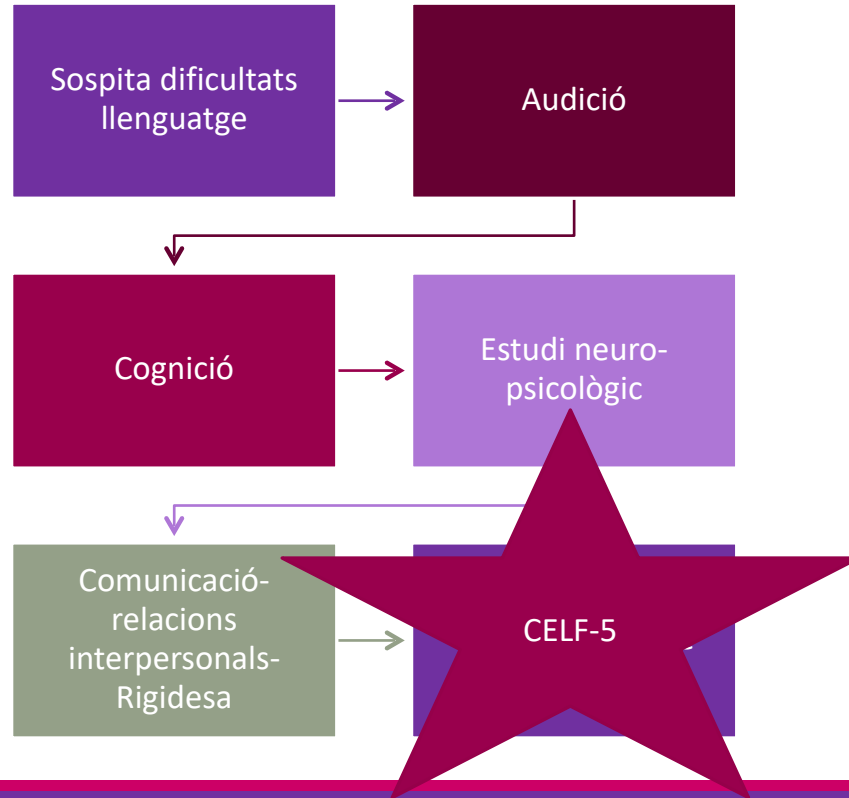 Sospita dificultats
llenguatge
Audició
Cognició
Estudi neuro-
psicològic
Comunicació-
relacions
interpersonals-
Rigidesa
CELF-5